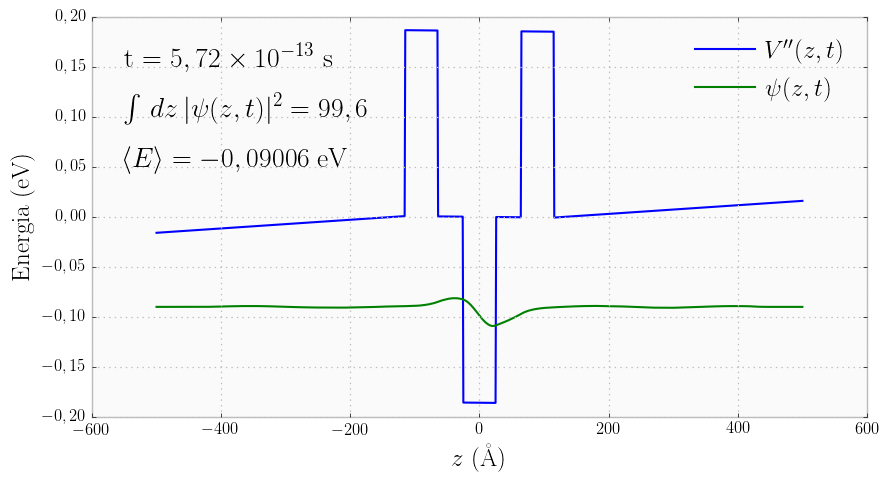 0,20
0,15
0,10
0,05
0,00
−0,05
−0,10
−0,15
−0,20
Energia (eV)
t = 5,72 × 10⁻¹³ s
∫ dz |ψ(z,t)|² = 99,6
⟨E⟩ = −0,09006 eV
V′′(z,t)
ψ(z,t)
−600 −400 −200 0 200 400 600
z (Å)